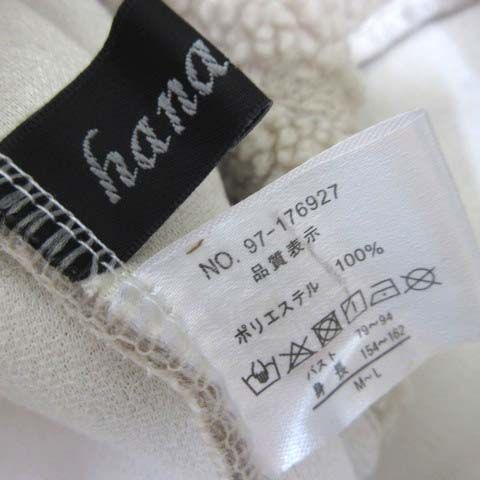 hana
NO. 97-176927
品質表示
ポリエステル 100%
バスト 79～94
身長 154～162
M～L